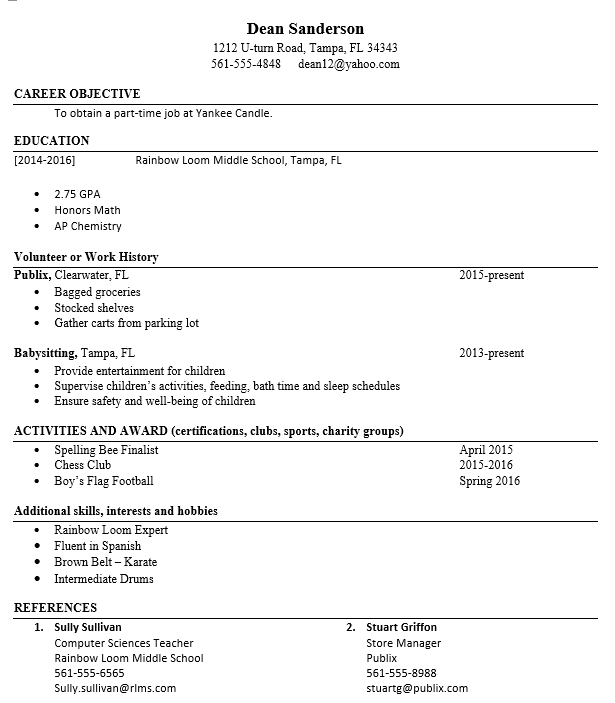 Dean Sanderson
1212 U-turn Road, Tampa, FL 34343
561-555-4848 dean12@yahoo.com
CAREER OBJECTIVE
To obtain a part-time job at Yankee Candle.
EDUCATION
[2014-2016] Rainbow Loom Middle School, Tampa, FL
• 2.75 GPA
• Honors Math
• AP Chemistry
Volunteer or Work History
Publix, Clearwater, FL 2015-present
• Bagged groceries
• Stocked shelves
• Gather carts from parking lot
Babysitting, Tampa, FL 2013-present
• Provide entertainment for children
• Supervise children’s activities, feeding, bath time and sleep schedules
• Ensure safety and well-being of children
ACTIVITIES AND AWARD (certifications, clubs, sports, charity groups)
• Spelling Bee Finalist April 2015
• Chess Club 2015-2016
• Boy’s Flag Football Spring 2016
Additional skills, interests and hobbies
• Rainbow Loom Expert
• Fluent in Spanish
• Brown Belt – Karate
• Intermediate Drums
REFERENCES
1. Sully Sullivan
Computer Sciences Teacher
Rainbow Loom Middle School
561-555-6565
Sully.sullivan@rlms.com
2. Stuart Griffon
Store Manager
Publix
561-555-8988
stuartg@publix.com